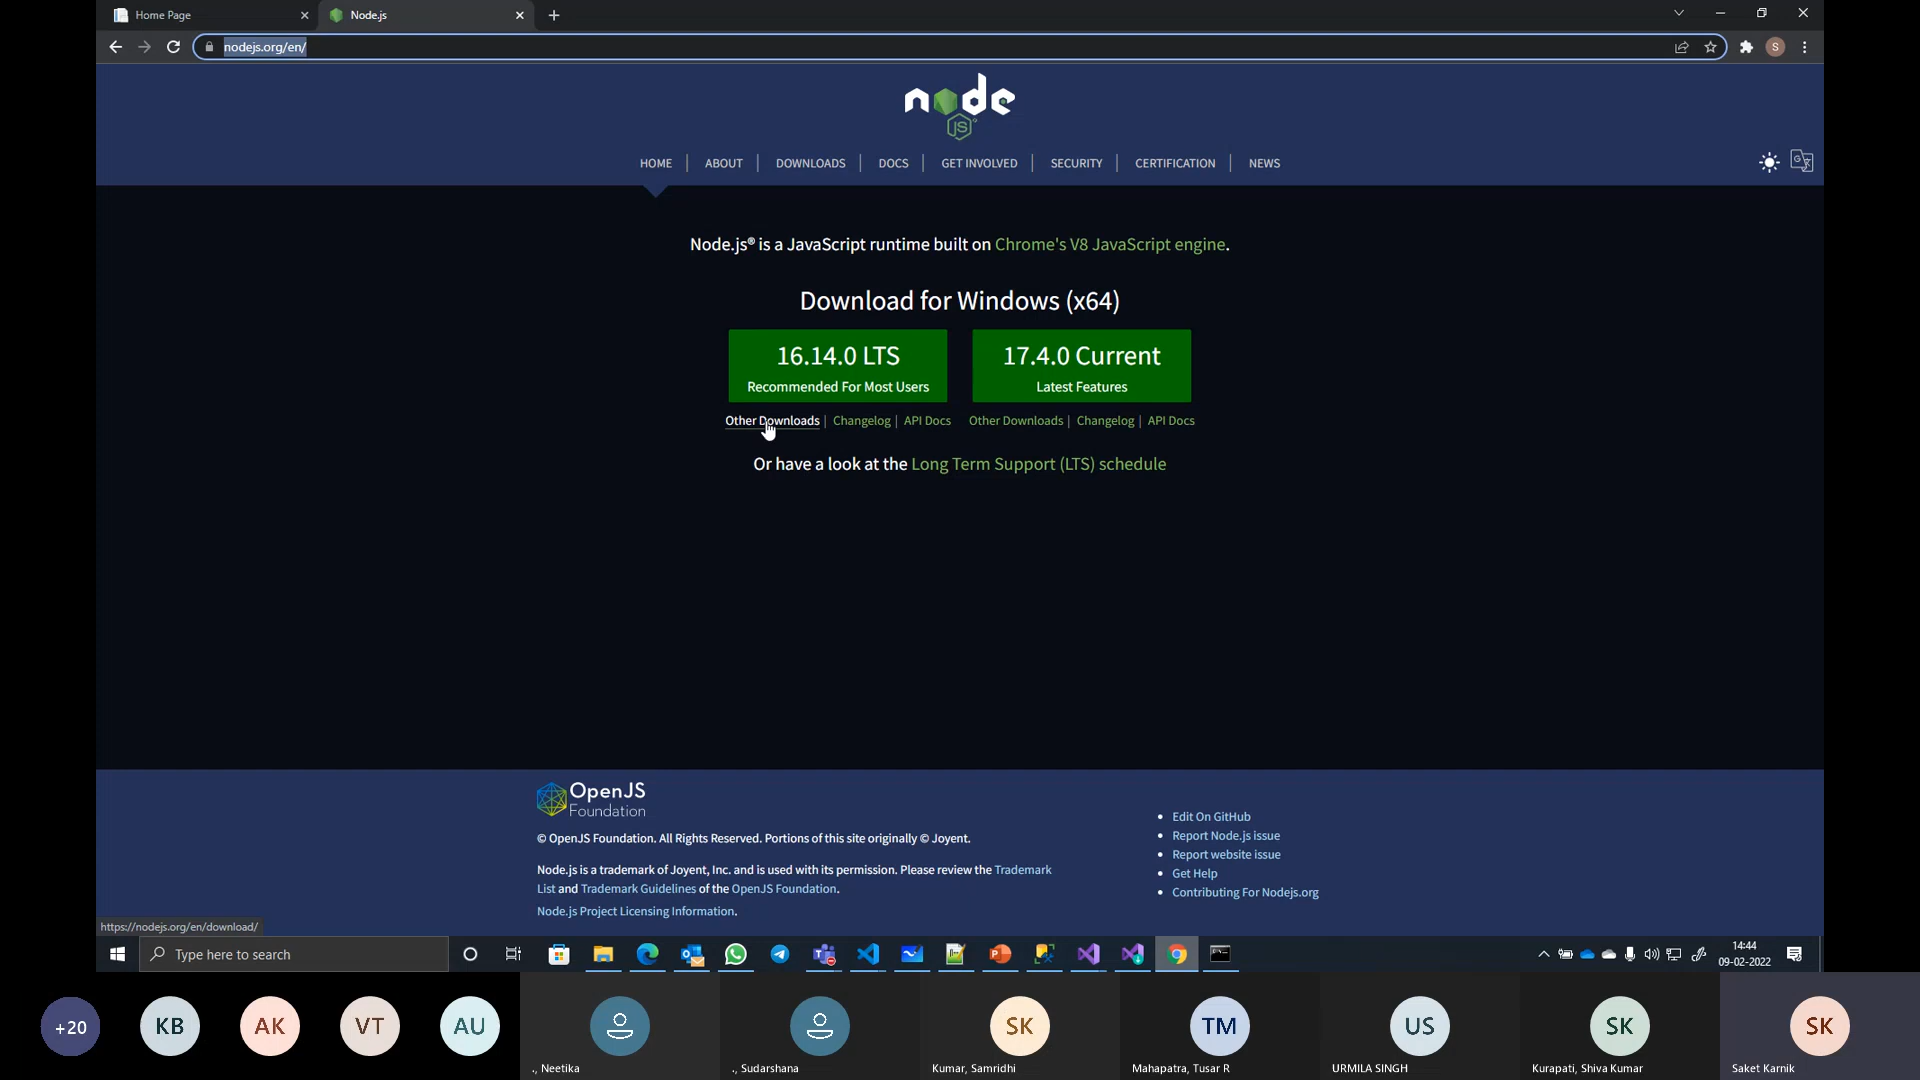 Home Page
Node.js
nodejs.org/en/
S
node
JS
HOME | ABOUT | DOWNLOADS | DOCS | GET INVOLVED | SECURITY | CERTIFICATION | NEWS
Node.js® is a JavaScript runtime built on Chrome's V8 JavaScript engine.
Download for Windows (x64)
16.14.0 LTS
Recommended For Most Users
17.4.0 Current
Latest Features
Other Downloads | Changelog | API Docs
Other Downloads | Changelog | API Docs
Or have a look at the Long Term Support (LTS) schedule
OpenJS
Foundation
© OpenJS Foundation. All Rights Reserved. Portions of this site originally © Joyent.
Node.js is a trademark of Joyent, Inc. and is used with its permission. Please review the Trademark
List and Trademark Guidelines of the OpenJS Foundation.
Node.js Project Licensing Information.
Edit On GitHub
Report Node.js issue
Report website issue
Get Help
Contributing For Nodejs.org
https://nodejs.org/en/download/
Type here to search
14:44
09-02-2022
+20
KB
AK
VT
AU
., Neetika
., Sudarshana
SK
Kumar, Samridhi
TM
Mahapatra, Tusar R
US
URMILA SINGH
SK
Kurapati, Shiva Kumar
SK
Saket Karnik